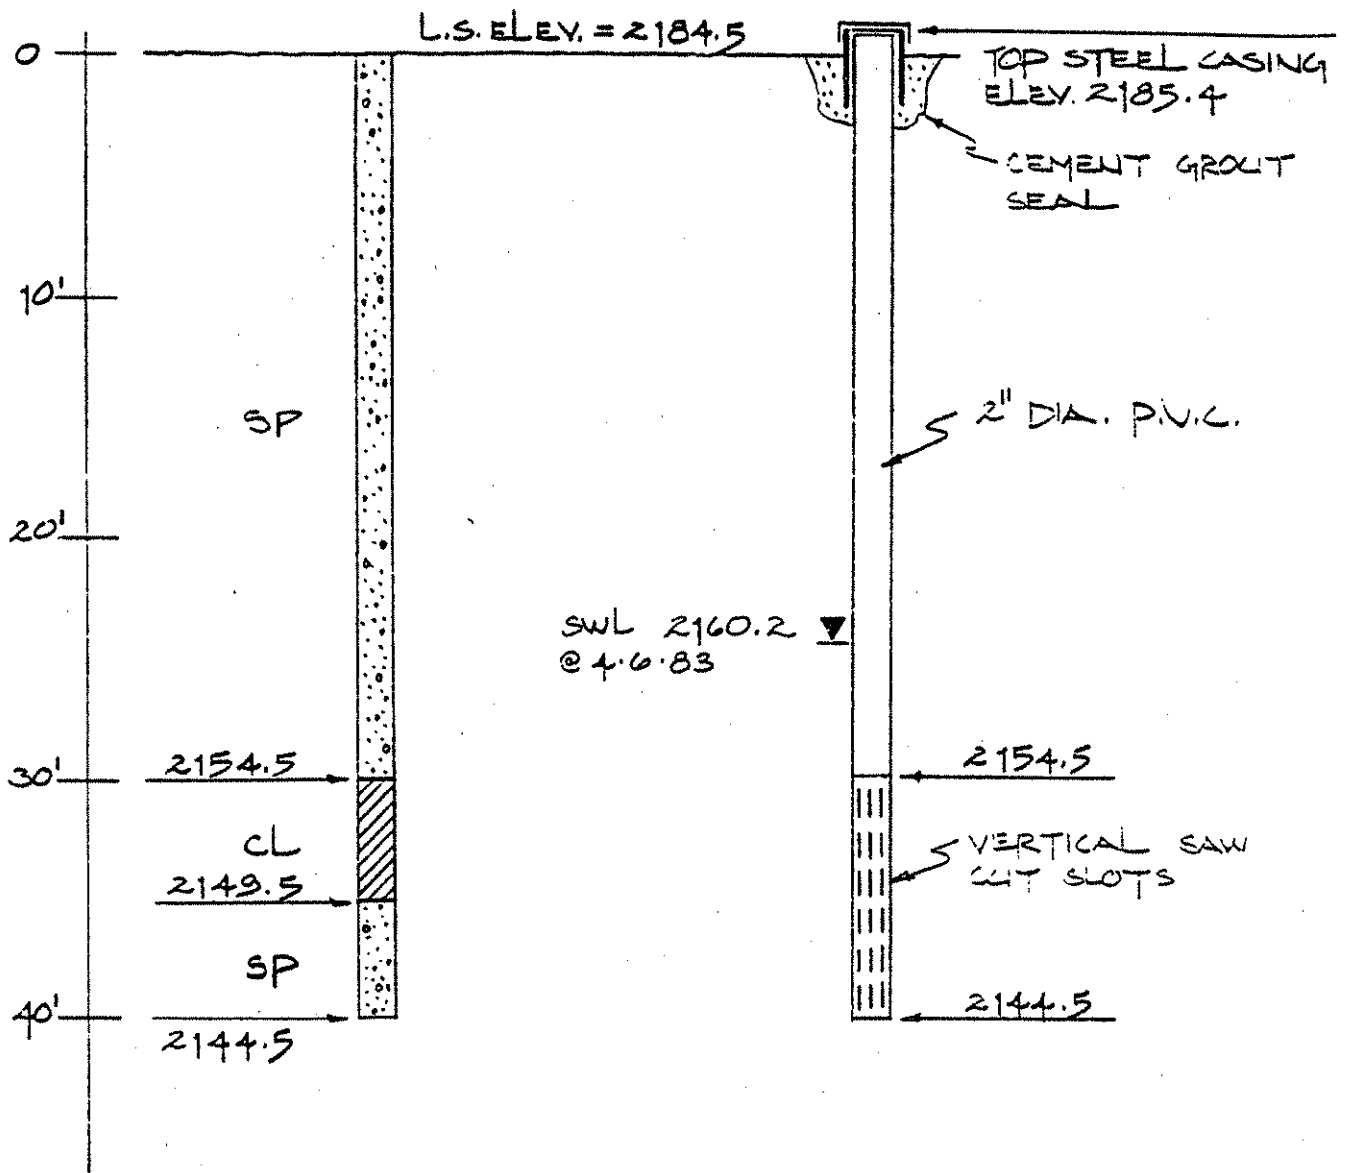 L.S. ELEV. = 2184.5
0
TOP STEEL CASING
ELEV. 2185.4
CEMENT GROUT
SEAL
10'
SP
2" DIA. P.V.C.
20'
SWL 2160.2
@ 4.6.83
2154.5
2154.5
30'
CL
VERTICAL SAW
CUT SLOTS
2149.5
SP
40'
2144.5
2144.5